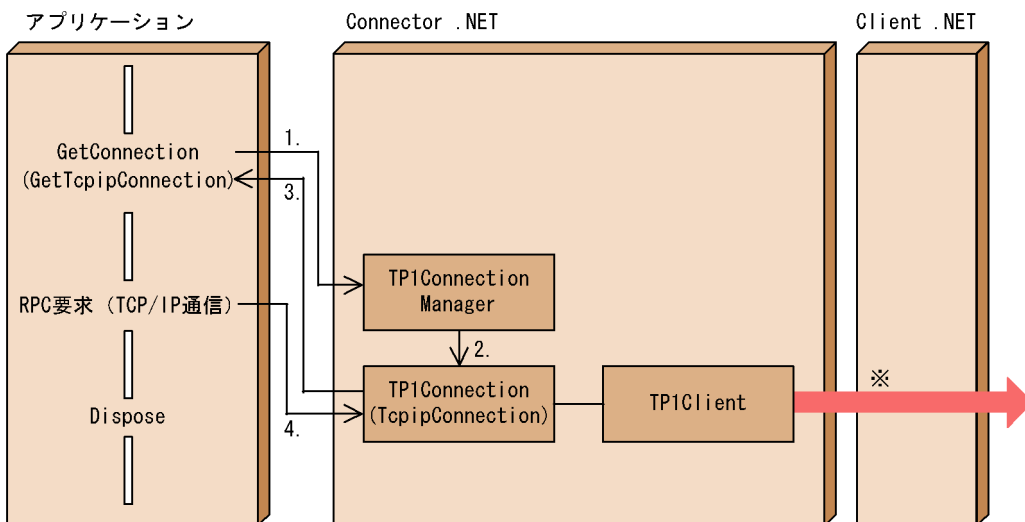 アプリケーション
Connector .NET
Client .NET
1.
GetConnection
(GetTcpipConnection)
3.
TP1Connection
Manager
RPC要求（TCP/IP通信）
2.
TP1Connection
(TcpipConnection)
TP1Client
※
Dispose
4.